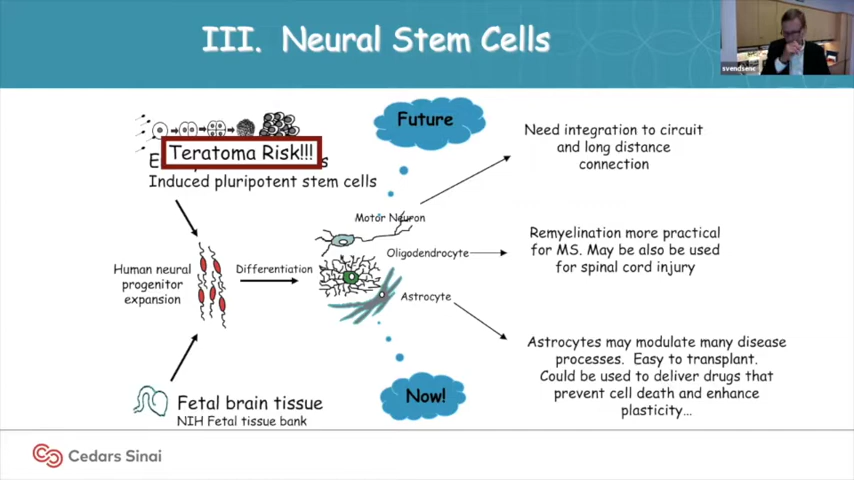 III. Neural Stem Cells
svendsenc
Future
Teratoma Risk!!!
Induced pluripotent stem cells
Need integration to circuit
and long distance
connection
Motor Neuron
Human neural
progenitor
expansion
Differentiation
Oligodendrocyte
Astrocyte
Remyelination more practical
for MS. May be also be used
for spinal cord injury
Astrocytes may modulate many disease
processes. Easy to transplant.
Could be used to deliver drugs that
prevent cell death and enhance
plasticity...
Now!
Fetal brain tissue
NIH Fetal tissue bank
Cedars Sinai